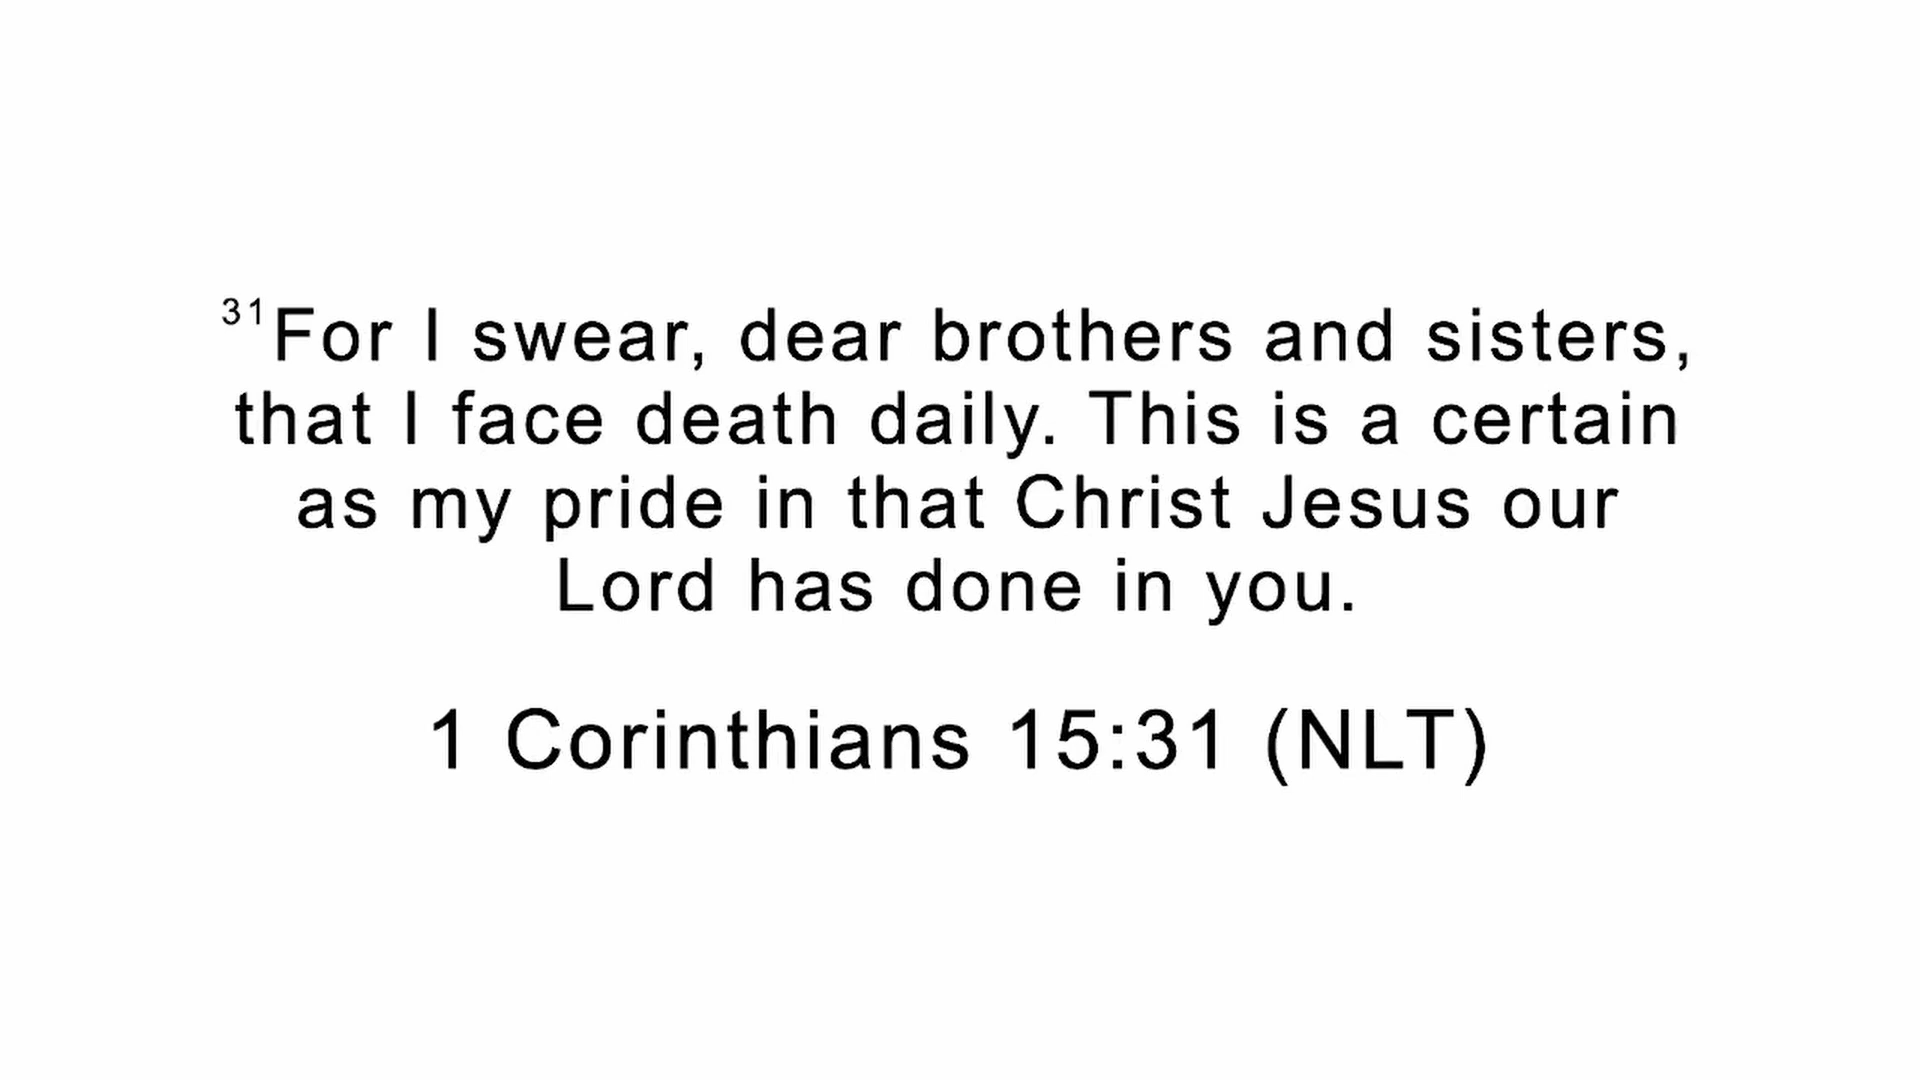 31For I swear, dear brothers and sisters,
that I face death daily. This is a certain
as my pride in that Christ Jesus our
Lord has done in you.
1 Corinthians 15:31 (NLT)